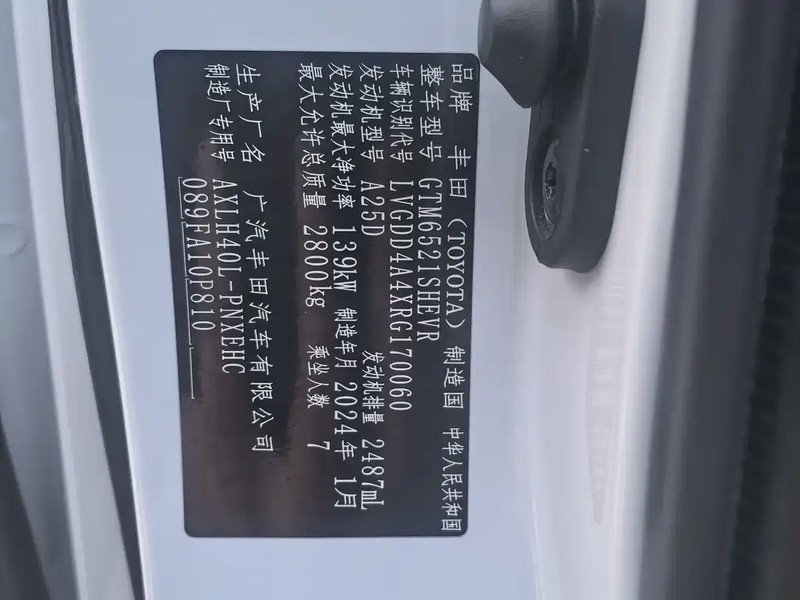 品牌 丰田(TOYOTA) 制造国 中华人民共和国
整车型号 GTM6521SHEVR
车辆识别代号 LVGDD4A4XRG170060
发动机型号 A25D 发动机排量 2487mL
发动机最大净功率 139kW 制造年月 2024年 1月
最大允许总质量 2800kg 乘坐人数 7
生产厂名 广汽丰田汽车有限公司
制造厂专用号 AXLH40L-PNXEHC
089FA10P810